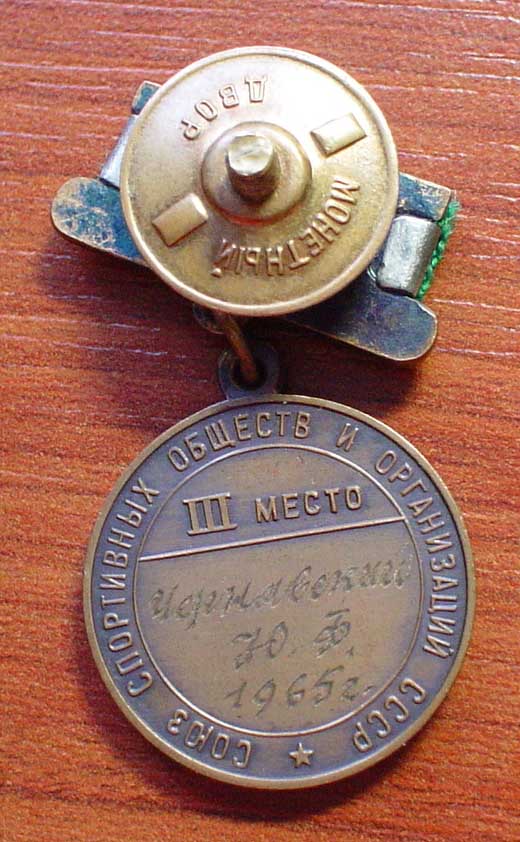 МОНЕТНЫЙ
ДВОР
СОЮЗ СПОРТИВНЫХ ОБЩЕСТВ И ОРГАНИЗАЦИЙ СССР
III МЕСТО
Чернявский
Ю. Ф.
1965г.